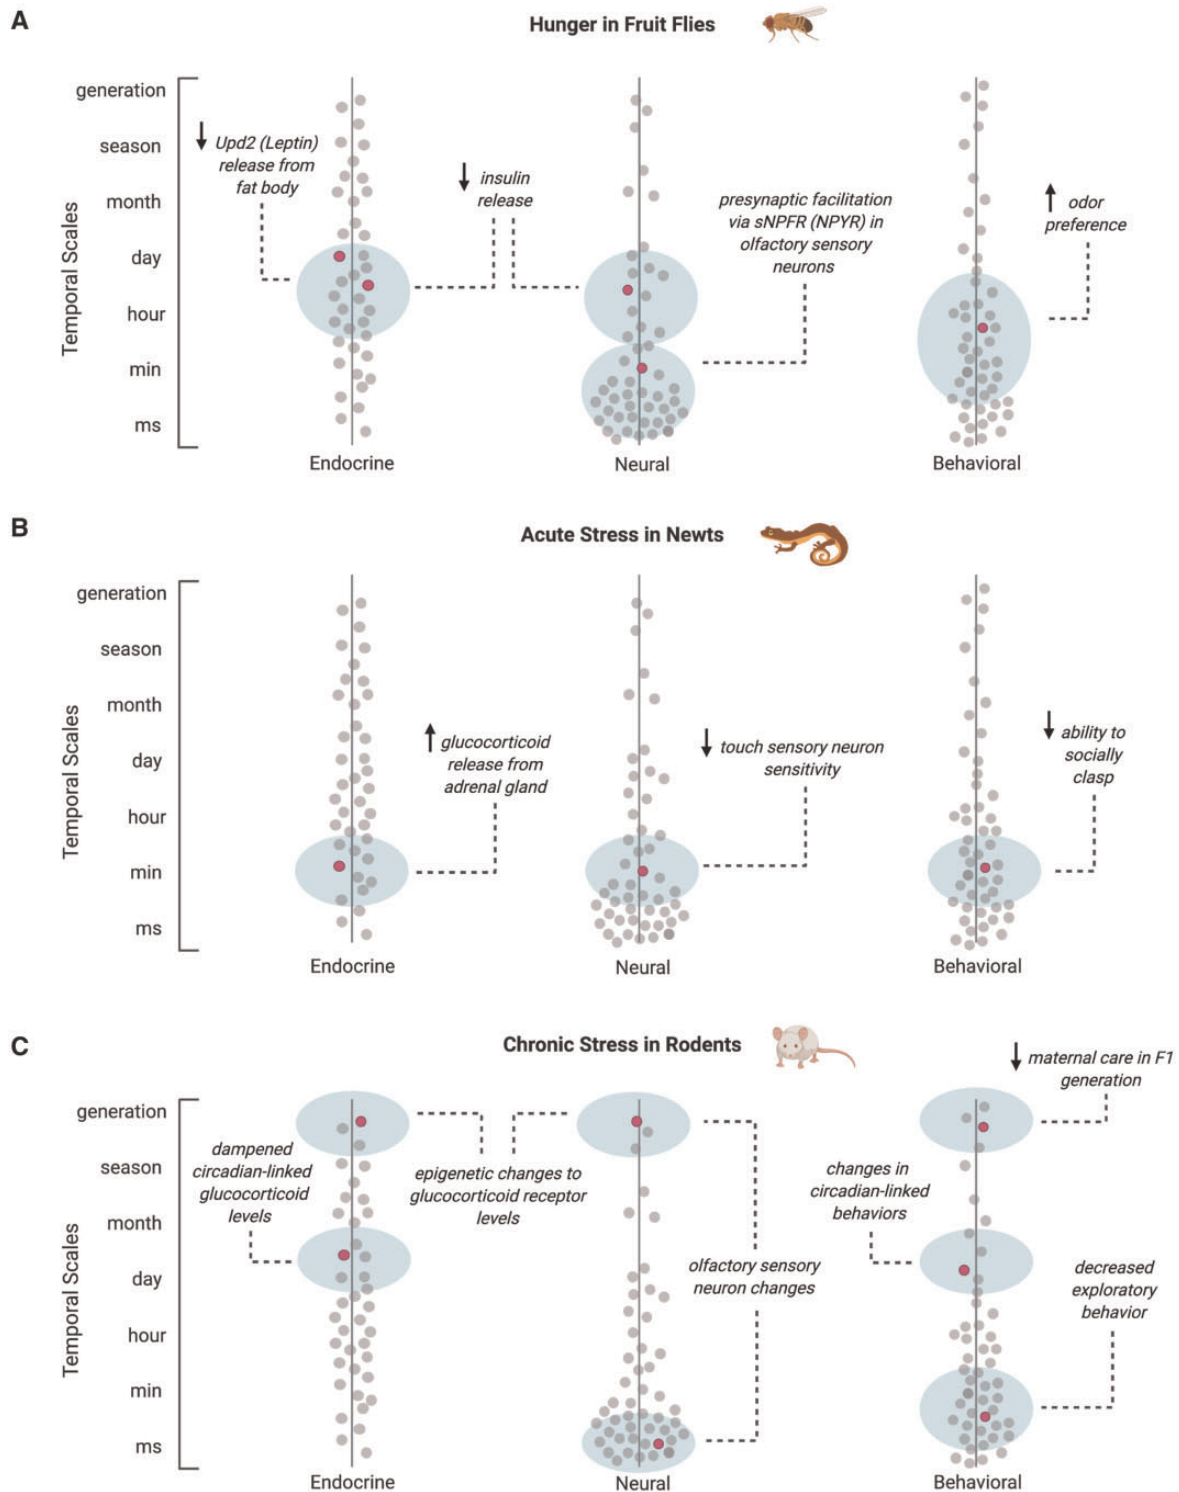 A
Hunger in Fruit Flies
Temporal Scales
generation
season
month
day
hour
min
ms
Upd2 (Leptin)
release from
fat body
insulin
release
presynaptic facilitation
via sNPFR (NPYR) in
olfactory sensory
neurons
odor
preference
Endocrine
Neural
Behavioral
B
Acute Stress in Newts
Temporal Scales
generation
season
month
day
hour
min
ms
glucocorticoid
release from
adrenal gland
touch sensory neuron
sensitivity
ability to
socially
clasp
Endocrine
Neural
Behavioral
C
Chronic Stress in Rodents
Temporal Scales
generation
season
month
day
hour
min
ms
dampened
circadian-linked
glucocorticoid
levels
epigenetic changes to
glucocorticoid receptor
levels
olfactory sensory
neuron changes
maternal care in F1
generation
changes in
circadian-linked
behaviors
decreased
exploratory
behavior
Endocrine
Neural
Behavioral